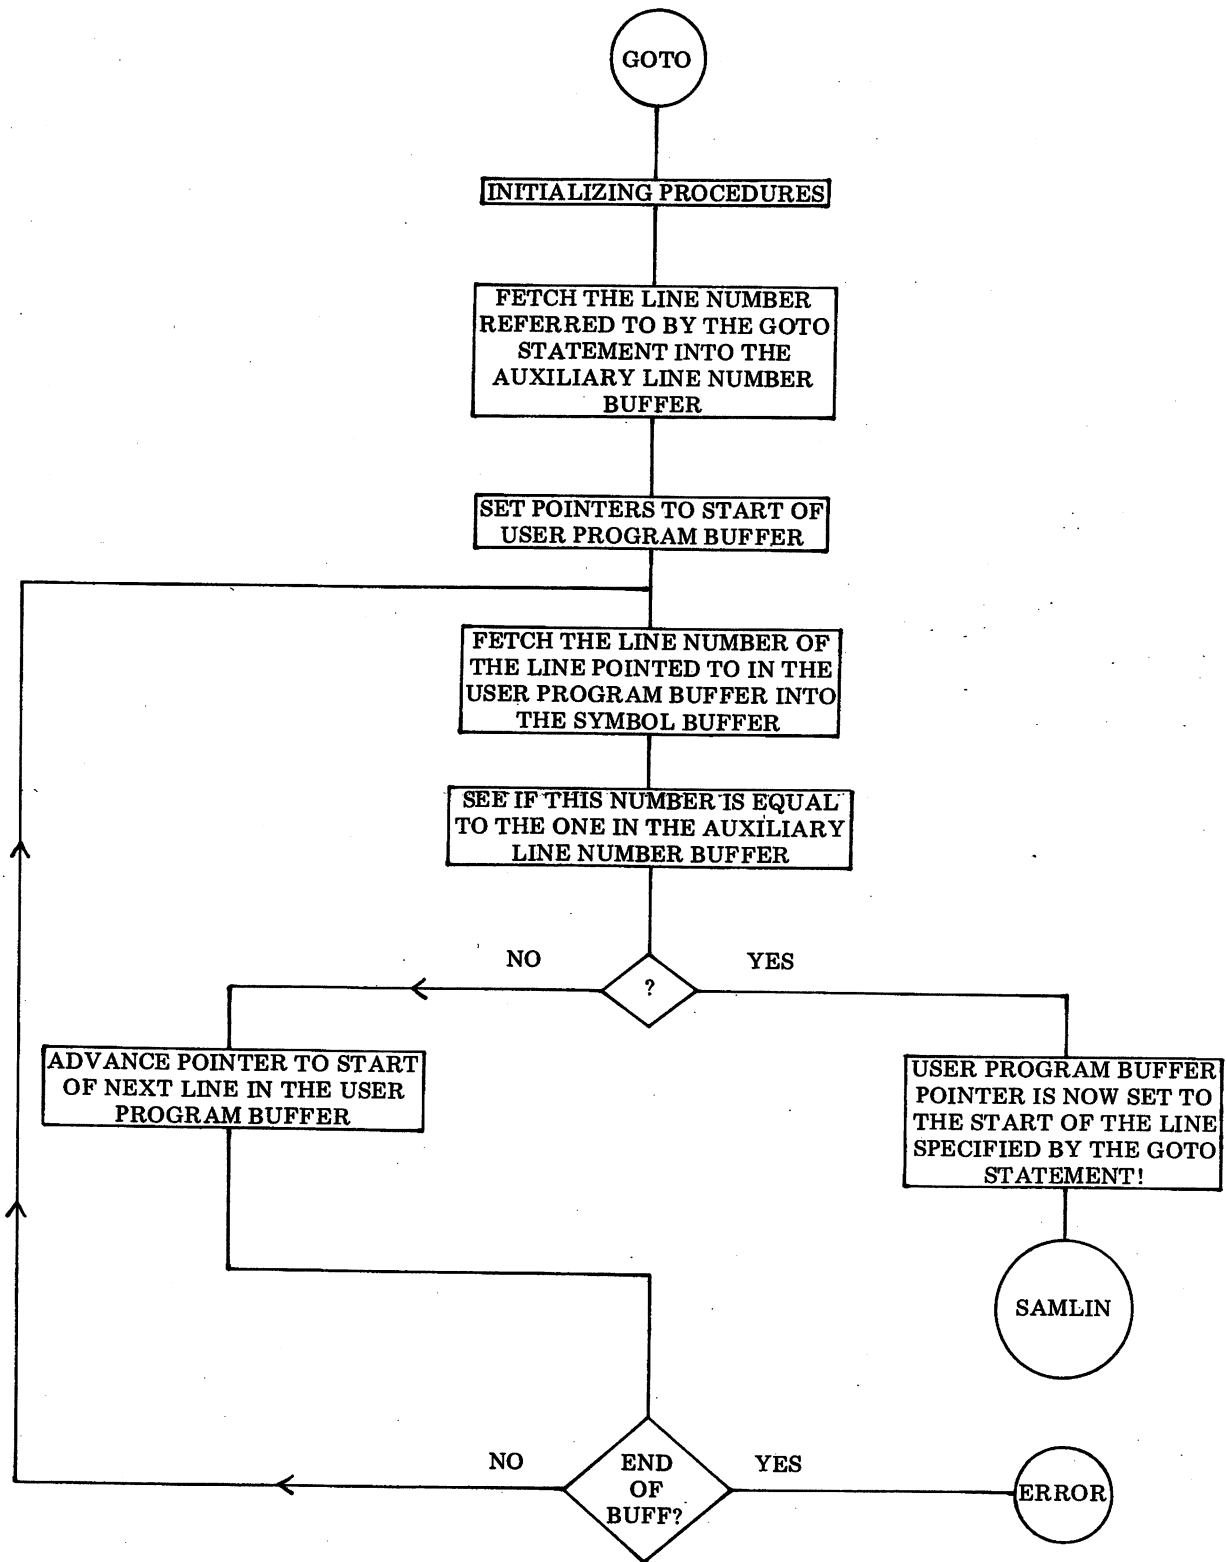 GOTO
INITIALIZING PROCEDURES
FETCH THE LINE NUMBER
REFERRED TO BY THE GOTO
STATEMENT INTO THE
AUXILIARY LINE NUMBER
BUFFER
SET POINTERS TO START OF
USER PROGRAM BUFFER
FETCH THE LINE NUMBER OF
THE LINE POINTED TO IN THE
USER PROGRAM BUFFER INTO
THE SYMBOL BUFFER
SEE IF THIS NUMBER IS EQUAL
TO THE ONE IN THE AUXILIARY
LINE NUMBER BUFFER
NO
?
YES
ADVANCE POINTER TO START
OF NEXT LINE IN THE USER
PROGRAM BUFFER
USER PROGRAM BUFFER
POINTER IS NOW SET TO
THE START OF THE LINE
SPECIFIED BY THE GOTO
STATEMENT!
SAMLIN
NO
END
OF
BUFF?
YES
ERROR